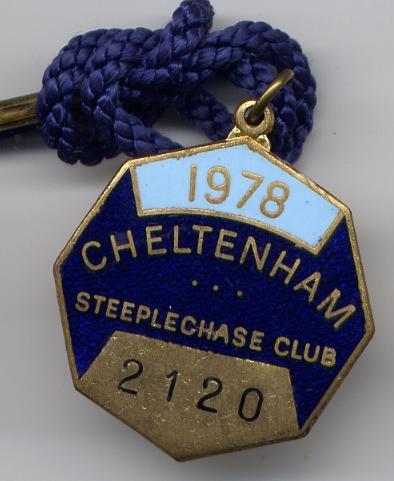 1978
CHELTENHAM
...
STEEPLECHASE CLUB
2120